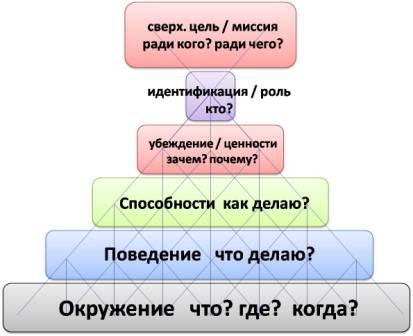 сверх. цель / миссия
ради кого? ради чего?
идентификация / роль
кто?
убеждение / ценности
зачем? почему?
Способности как делаю?
Поведение что делаю?
Окружение что? где? когда?